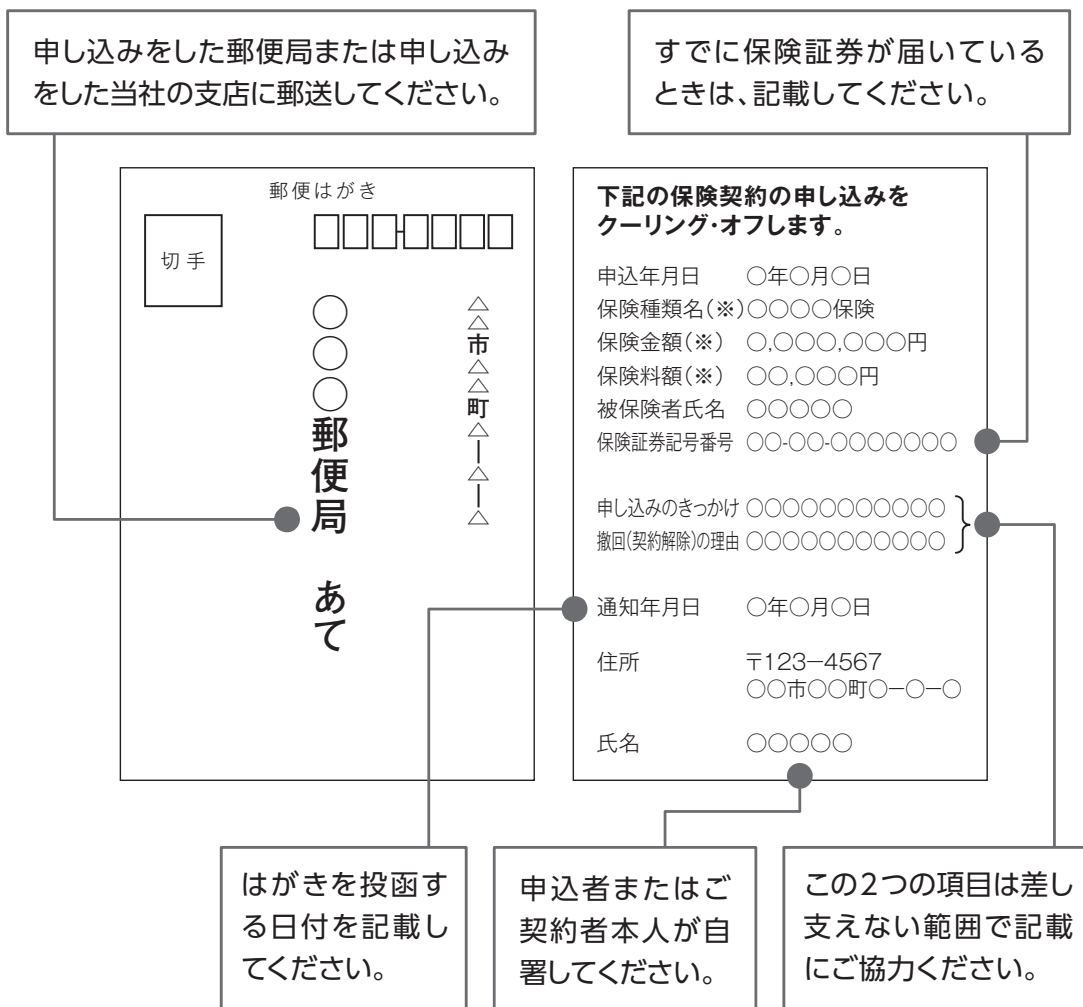 申し込みをした郵便局または申し込み
をした当社の支店に郵送してください。
すでに保険証券が届いている
ときは、記載してください。
郵便はがき
切手
△△市△△町△ー△ー△
○○○郵便局 あて
下記の保険契約の申し込みを
クーリング・オフします。
申込年月日 ○年○月○日
保険種類名(※)○○○○保険
保険金額(※) ○,○○○,○○○円
保険料額(※) ○○,○○○円
被保険者氏名 ○○○○○
保険証券記号番号 ○○-○○-○○○○○○○
申し込みのきっかけ ○○○○○○○○○○○
撤回(契約解除)の理由 ○○○○○○○○○○○
通知年月日 ○年○月○日
住所 〒123−4567
○○市○○町○−○−○
氏名 ○○○○○
はがきを投函す
る日付を記載し
てください。
申込者またはご
契約者本人が自
署してください。
この2つの項目は差し
支えない範囲で記載
にご協力ください。